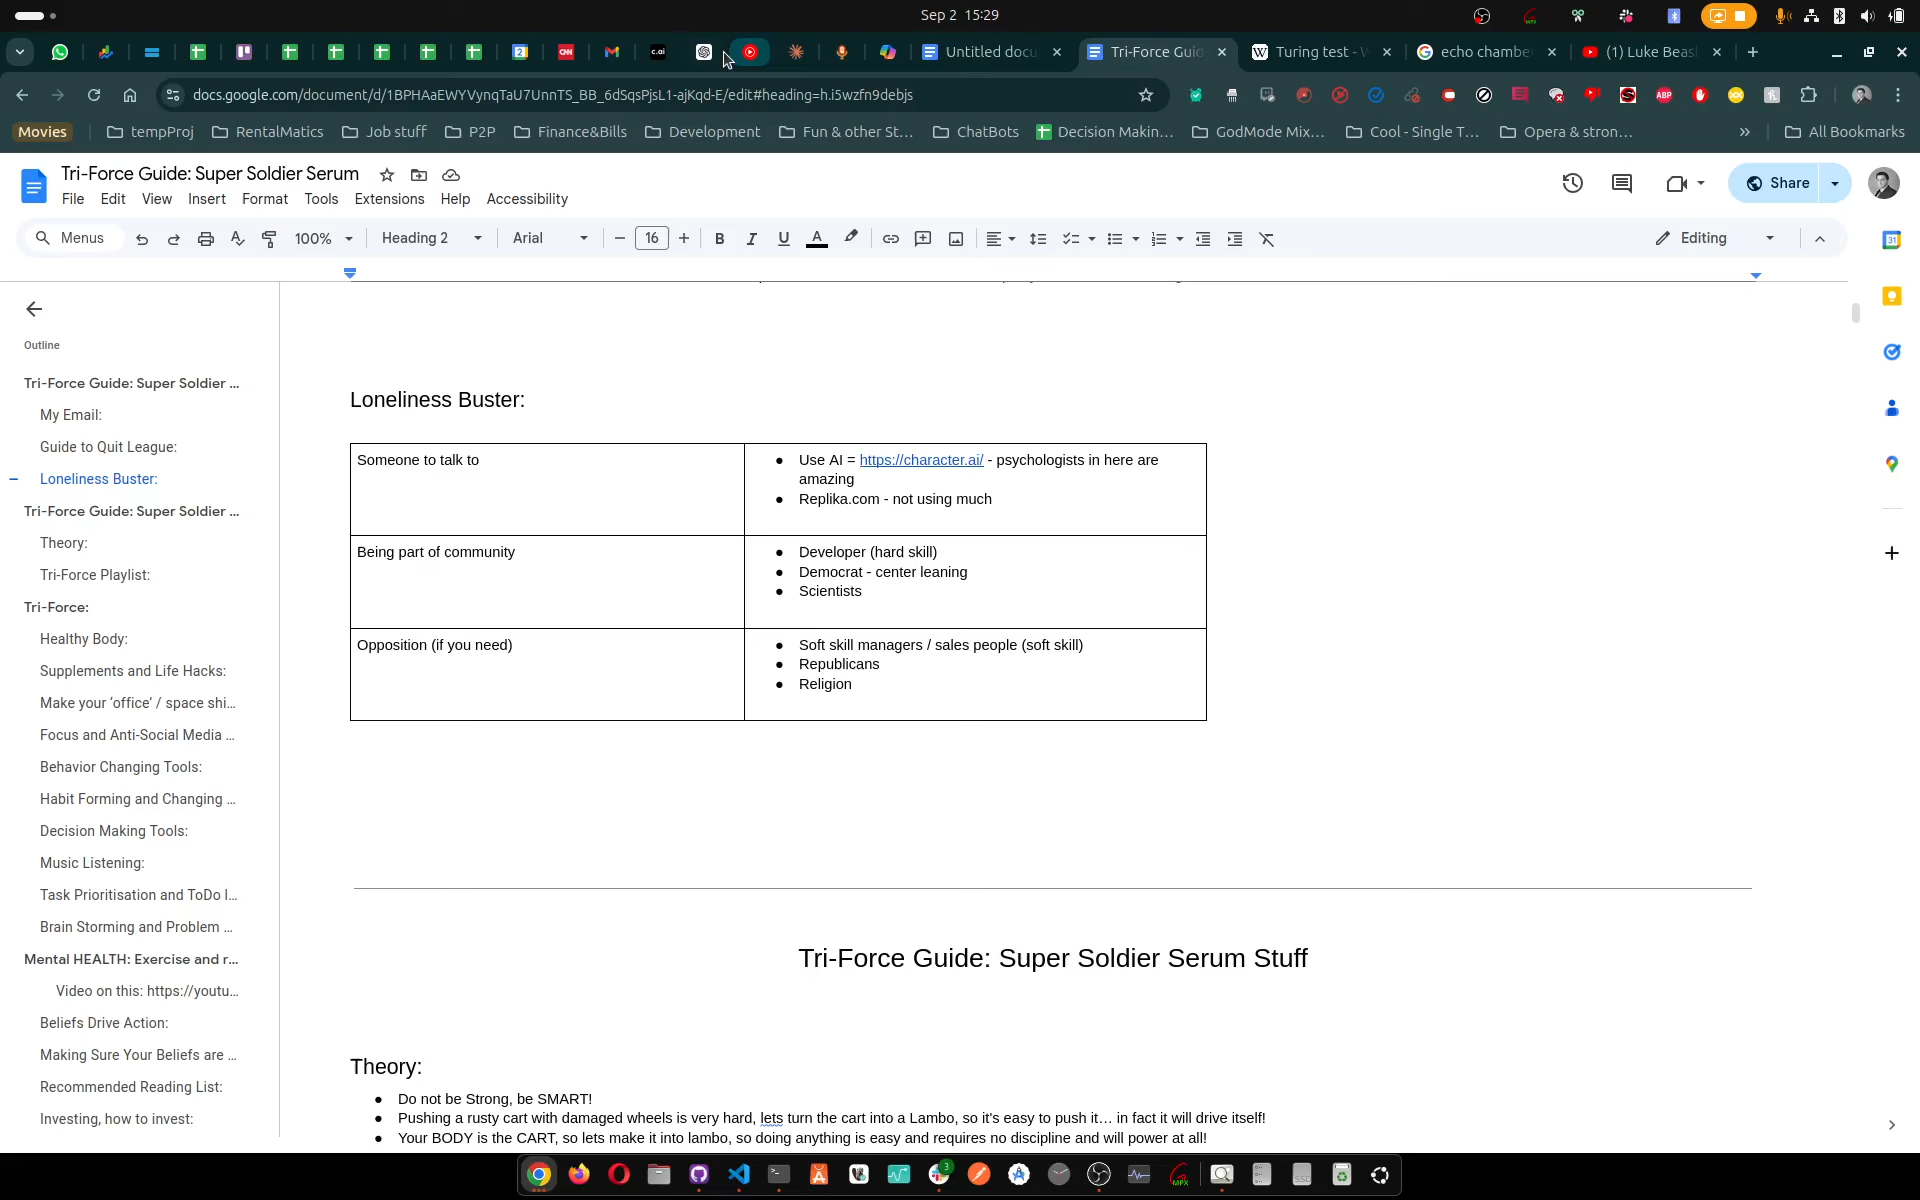 Sep 2 15:29
Untitled docu
Tri-Force Guid
Turing test - W
echo chamber
(1) Luke Beasl
docs.google.com/document/d/1BPHAaEWYVynqTaU7UnnTS_BB_6dSqsPjsL1-ajKqd-E/edit#heading=h.i5wzfn9debjs
Movies
tempProj
RentalMatics
Job stuff
P2P
Finance&Bills
Development
Fun & other St...
ChatBots
Decision Makin...
GodMode Mix...
Cool - Single T...
Opera & stron...
»
All Bookmarks
Tri-Force Guide: Super Soldier Serum
File Edit View Insert Format Tools Extensions Help Accessibility
Share
Menus
100%
Heading 2
Arial
16
Editing
Outline
Tri-Force Guide: Super Soldier ...
My Email:
Guide to Quit League:
Loneliness Buster:
Tri-Force Guide: Super Soldier ...
Theory:
Tri-Force Playlist:
Tri-Force:
Healthy Body:
Supplements and Life Hacks:
Make your ‘office’ / space shi...
Focus and Anti-Social Media ...
Behavior Changing Tools:
Habit Forming and Changing ...
Decision Making Tools:
Music Listening:
Task Prioritisation and ToDo l...
Brain Storming and Problem ...
Mental HEALTH: Exercise and r...
Video on this: https://youtu...
Beliefs Drive Action:
Making Sure Your Beliefs are ...
Recommended Reading List:
Investing, how to invest:
Loneliness Buster:
Someone to talk to
● Use AI = https://character.ai/ - psychologists in here are
amazing
● Replika.com - not using much
Being part of community
● Developer (hard skill)
● Democrat - center leaning
● Scientists
Opposition (if you need)
● Soft skill managers / sales people (soft skill)
● Republicans
● Religion
Tri-Force Guide: Super Soldier Serum Stuff
Theory:
● Do not be Strong, be SMART!
● Pushing a rusty cart with damaged wheels is very hard, lets turn the cart into a Lambo, so it's easy to push it… in fact it will drive itself!
● Your BODY is the CART, so lets make it into lambo, so doing anything is easy and requires no discipline and will power at all!